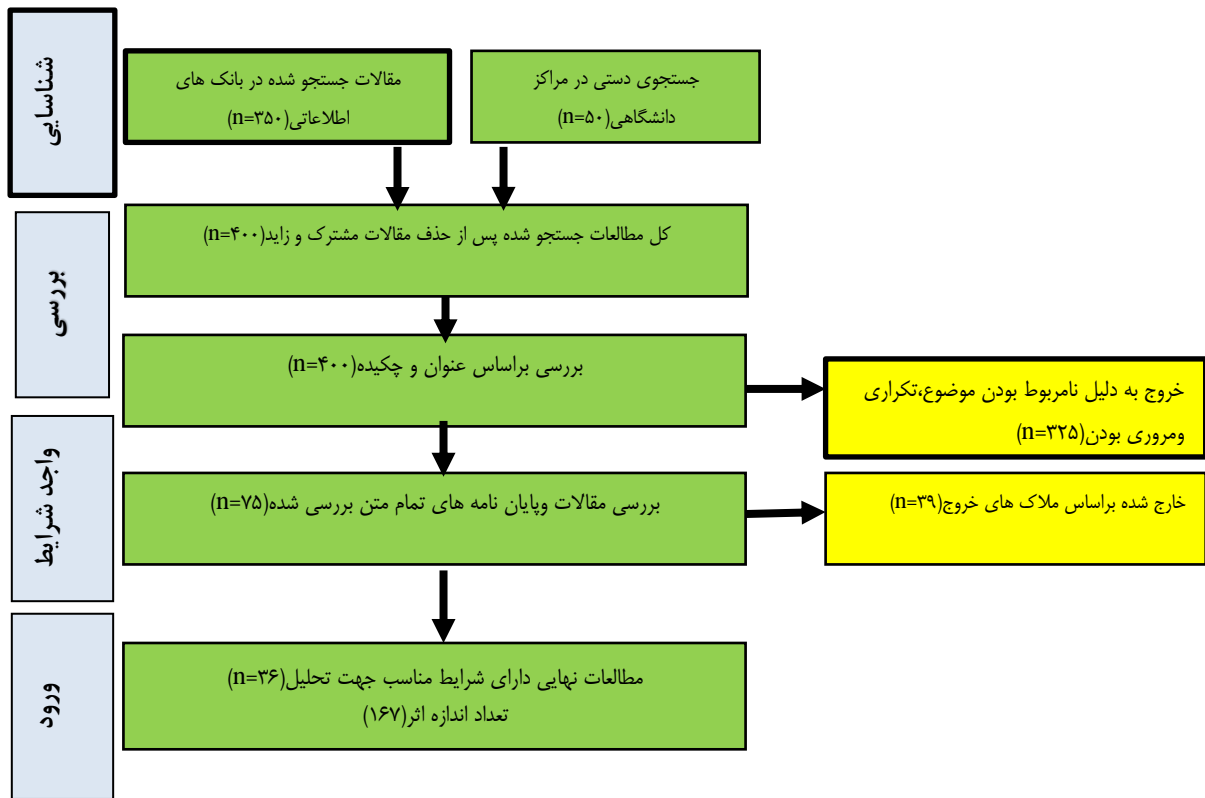 شناسایی
جستجوی دستی در مراکز
دانشگاهی(n=۵۰)
مقالات جستجو شده در بانک های
اطلاعاتی(n=۳۵۰)
بررسی
کل مطالعات جستجو شده پس از حذف مقالات مشترک و زاید(n=۴۰۰)
بررسی براساس عنوان و چکیده(n=۴۰۰)
خروج به دلیل نامربوط بودن موضوع،تکراری
ومروری بودن(n=۳۲۵)
واجد شرایط
بررسی مقالات وپایان نامه های تمام متن بررسی شده(n=۷۵)
خارج شده براساس ملاک های خروج(n=۳۹)
ورود
مطالعات نهایی دارای شرایط مناسب جهت تحلیل(n=۳۶)
تعداد اندازه اثر(۱۶۷)